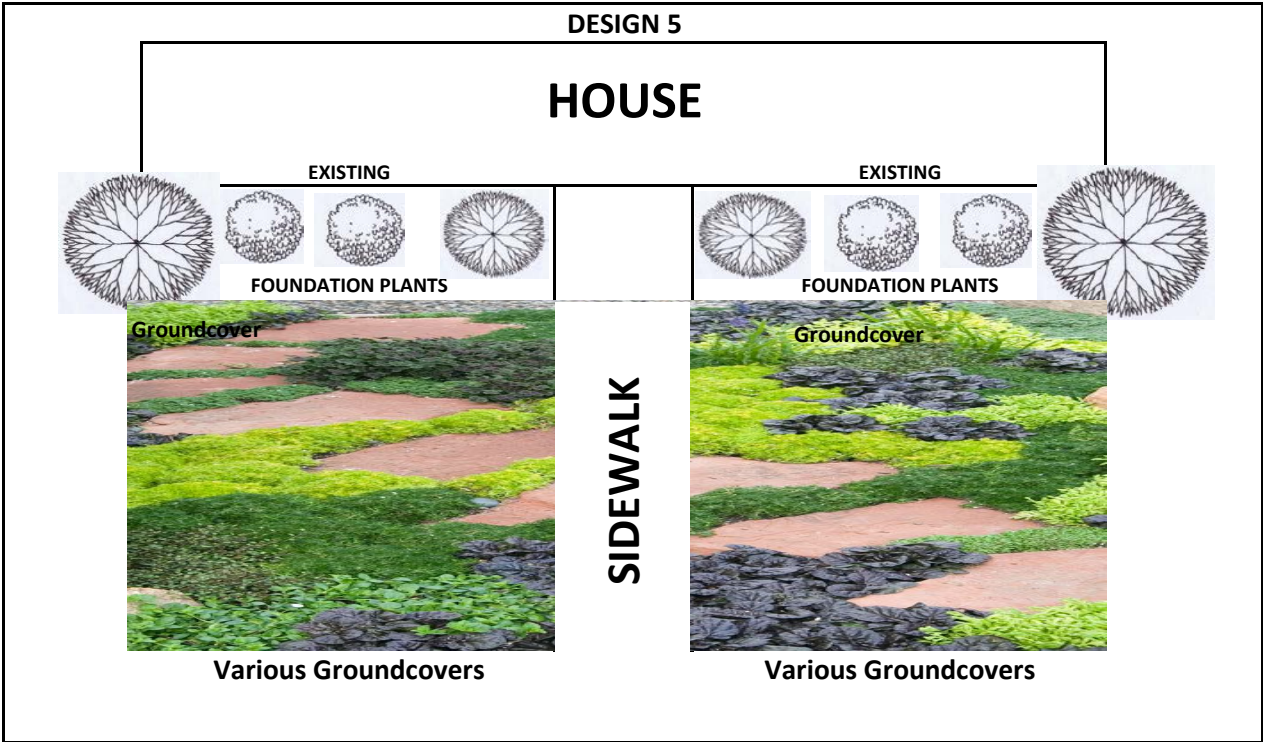 DESIGN 5
HOUSE
EXISTING
EXISTING
FOUNDATION PLANTS
FOUNDATION PLANTS
Groundcover
Groundcover
SIDEWALK
Various Groundcovers
Various Groundcovers